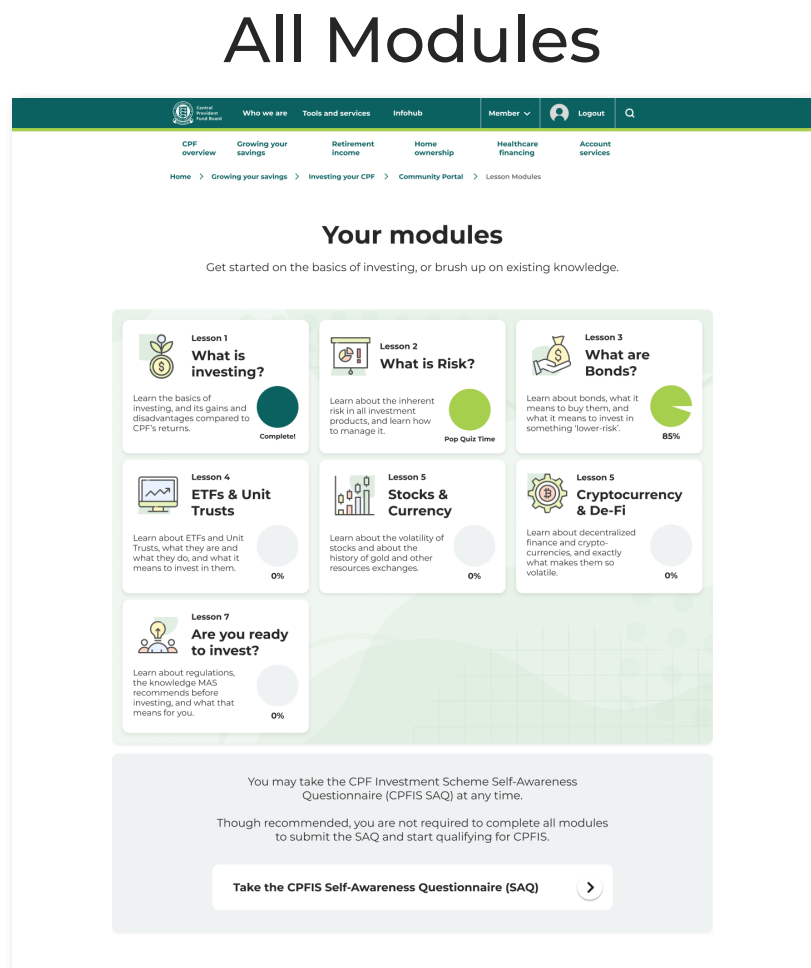 All Modules
Central
Provident
Fund Board
Who we are
Tools and services
Infohub
Member
Logout
CPF
overview
Growing your
savings
Retirement
income
Home
ownership
Healthcare
financing
Account
services
Home > Growing your savings > Investing your CPF > Community Portal > Lesson Modules
Your modules
Get started on the basics of investing, or brush up on existing knowledge.
Lesson 1
What is
investing?
Learn the basics of
investing, and its gains and
disadvantages compared to
CPF's returns.
Complete!
Lesson 2
What is Risk?
Learn about the inherent
risk in all investment
products, and learn how
to manage it.
Pop Quiz Time
Lesson 3
What are
Bonds?
Learn about bonds, what it
means to buy them, and
what it means to invest in
something 'lower-risk'.
85%
Lesson 4
ETFs & Unit
Trusts
Learn about ETFs and Unit
Trusts, what they are and
what they do, and what it
means to invest in them.
0%
Lesson 5
Stocks &
Currency
Learn about the volatility of
stocks and about the
history of gold and other
resources exchanges.
0%
Lesson 5
Cryptocurrency
& De-Fi
Learn about decentralized
finance and crypto-
currencies, and exactly
what makes them so
volatile.
0%
Lesson 7
Are you ready
to invest?
Learn about regulations,
the knowledge MAS
recommends before
investing, and what that
means for you.
0%
You may take the CPF Investment Scheme Self-Awareness
Questionnaire (CPFIS SAQ) at any time.
Though recommended, you are not required to complete all modules
to submit the SAQ and start qualifying for CPFIS.
Take the CPFIS Self-Awareness Questionnaire (SAQ)